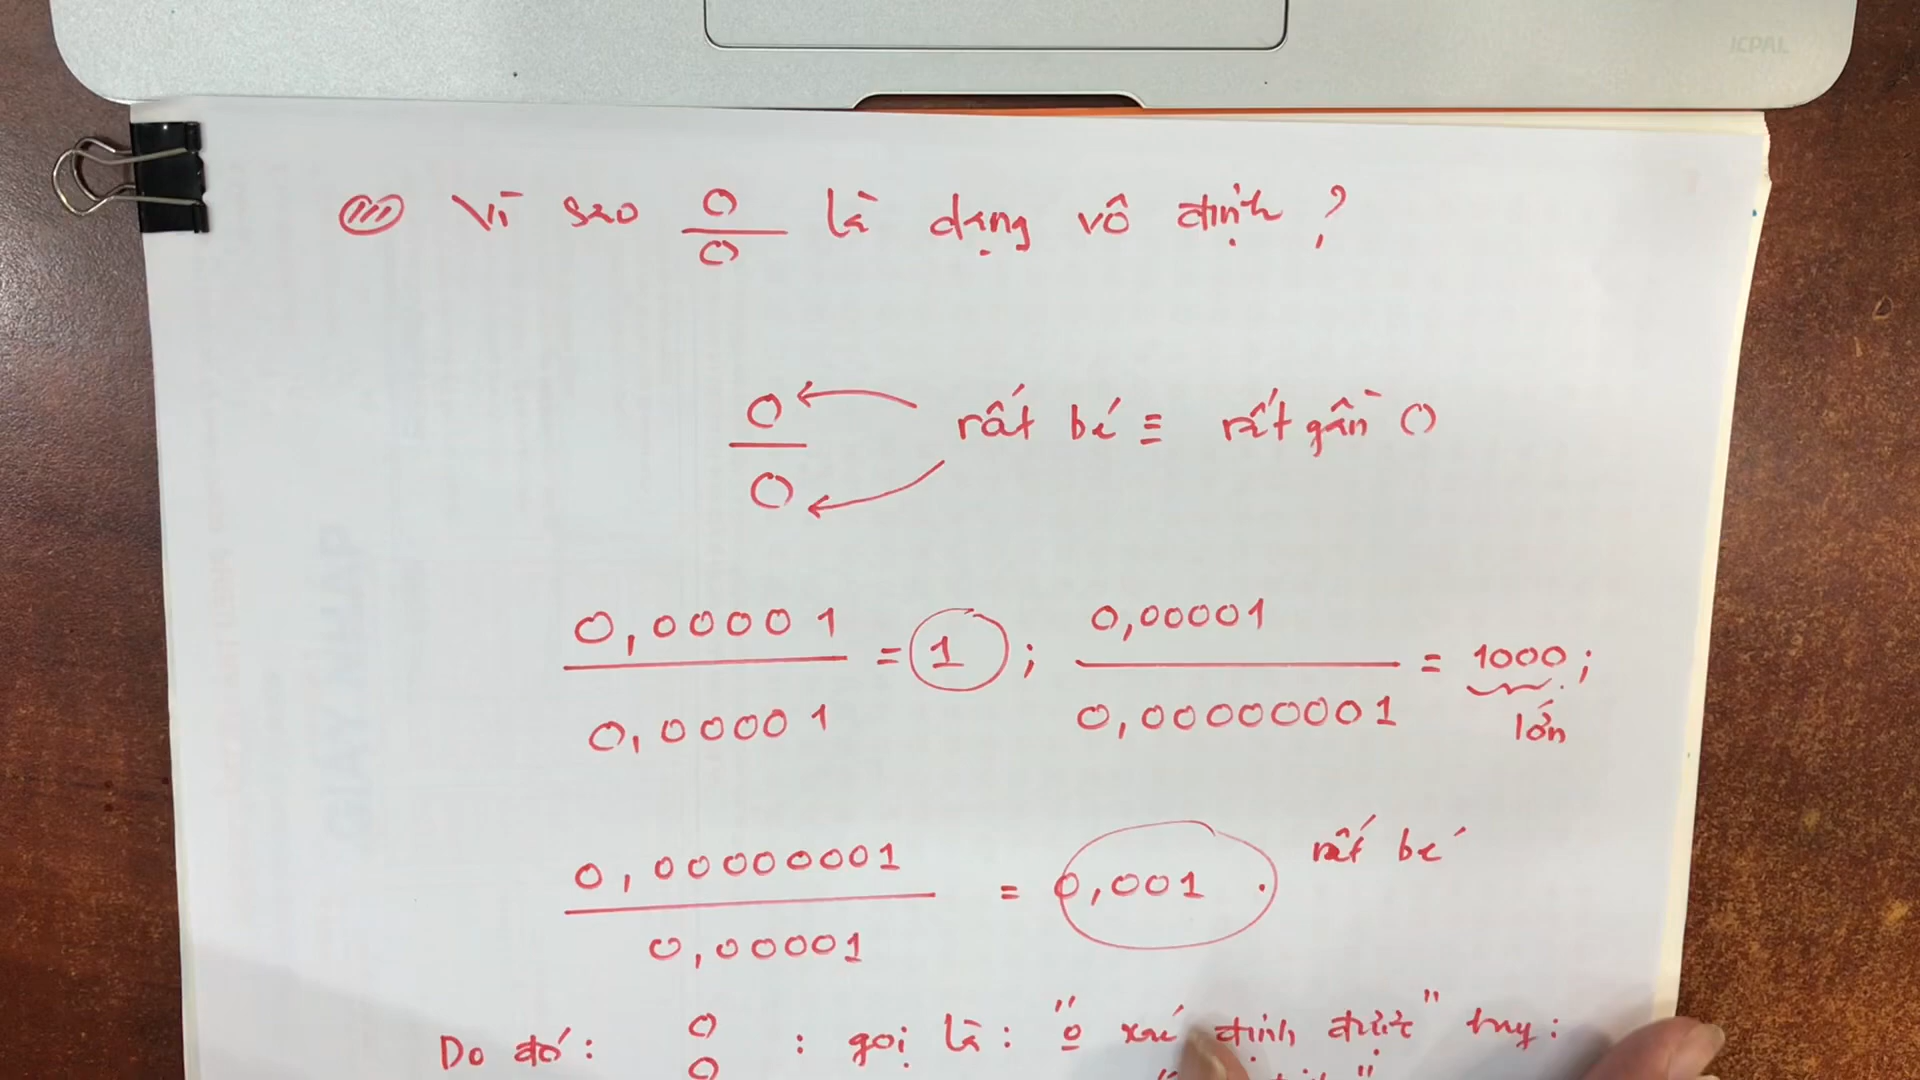 Vì sao 0/0 là dạng vô định ?
0/0 rất bé ≡ rất gần 0
0,00001/0,00001 = 1 ; 0,00001/0,00000001 = 1000 ;
lớn
0,00000001/0,00001 = 0,001 . rất bé
Do đó : 0/0 : gọi là : "o xác định được" hay :